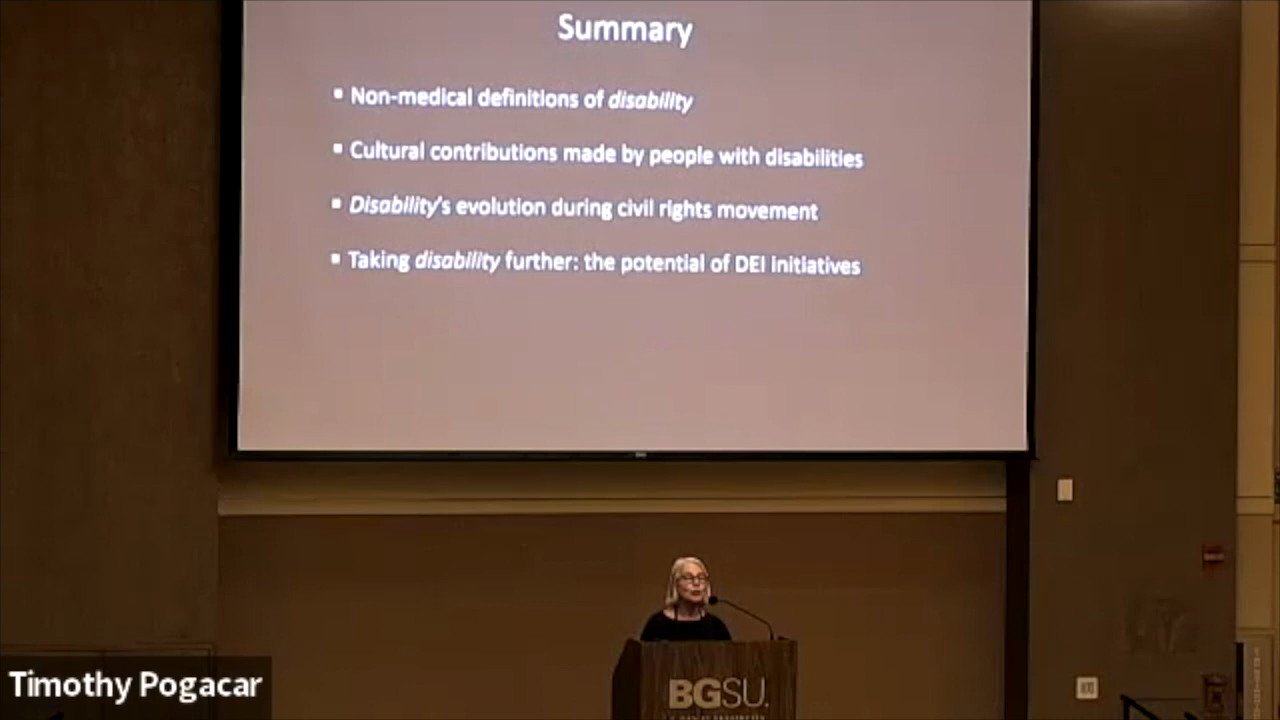 Summary
▪ Non-medical definitions of disability
▪ Cultural contributions made by people with disabilities
▪ Disability's evolution during civil rights movement
▪ Taking disability further: the potential of DEI initiatives
Timothy Pogacar
BGSU.